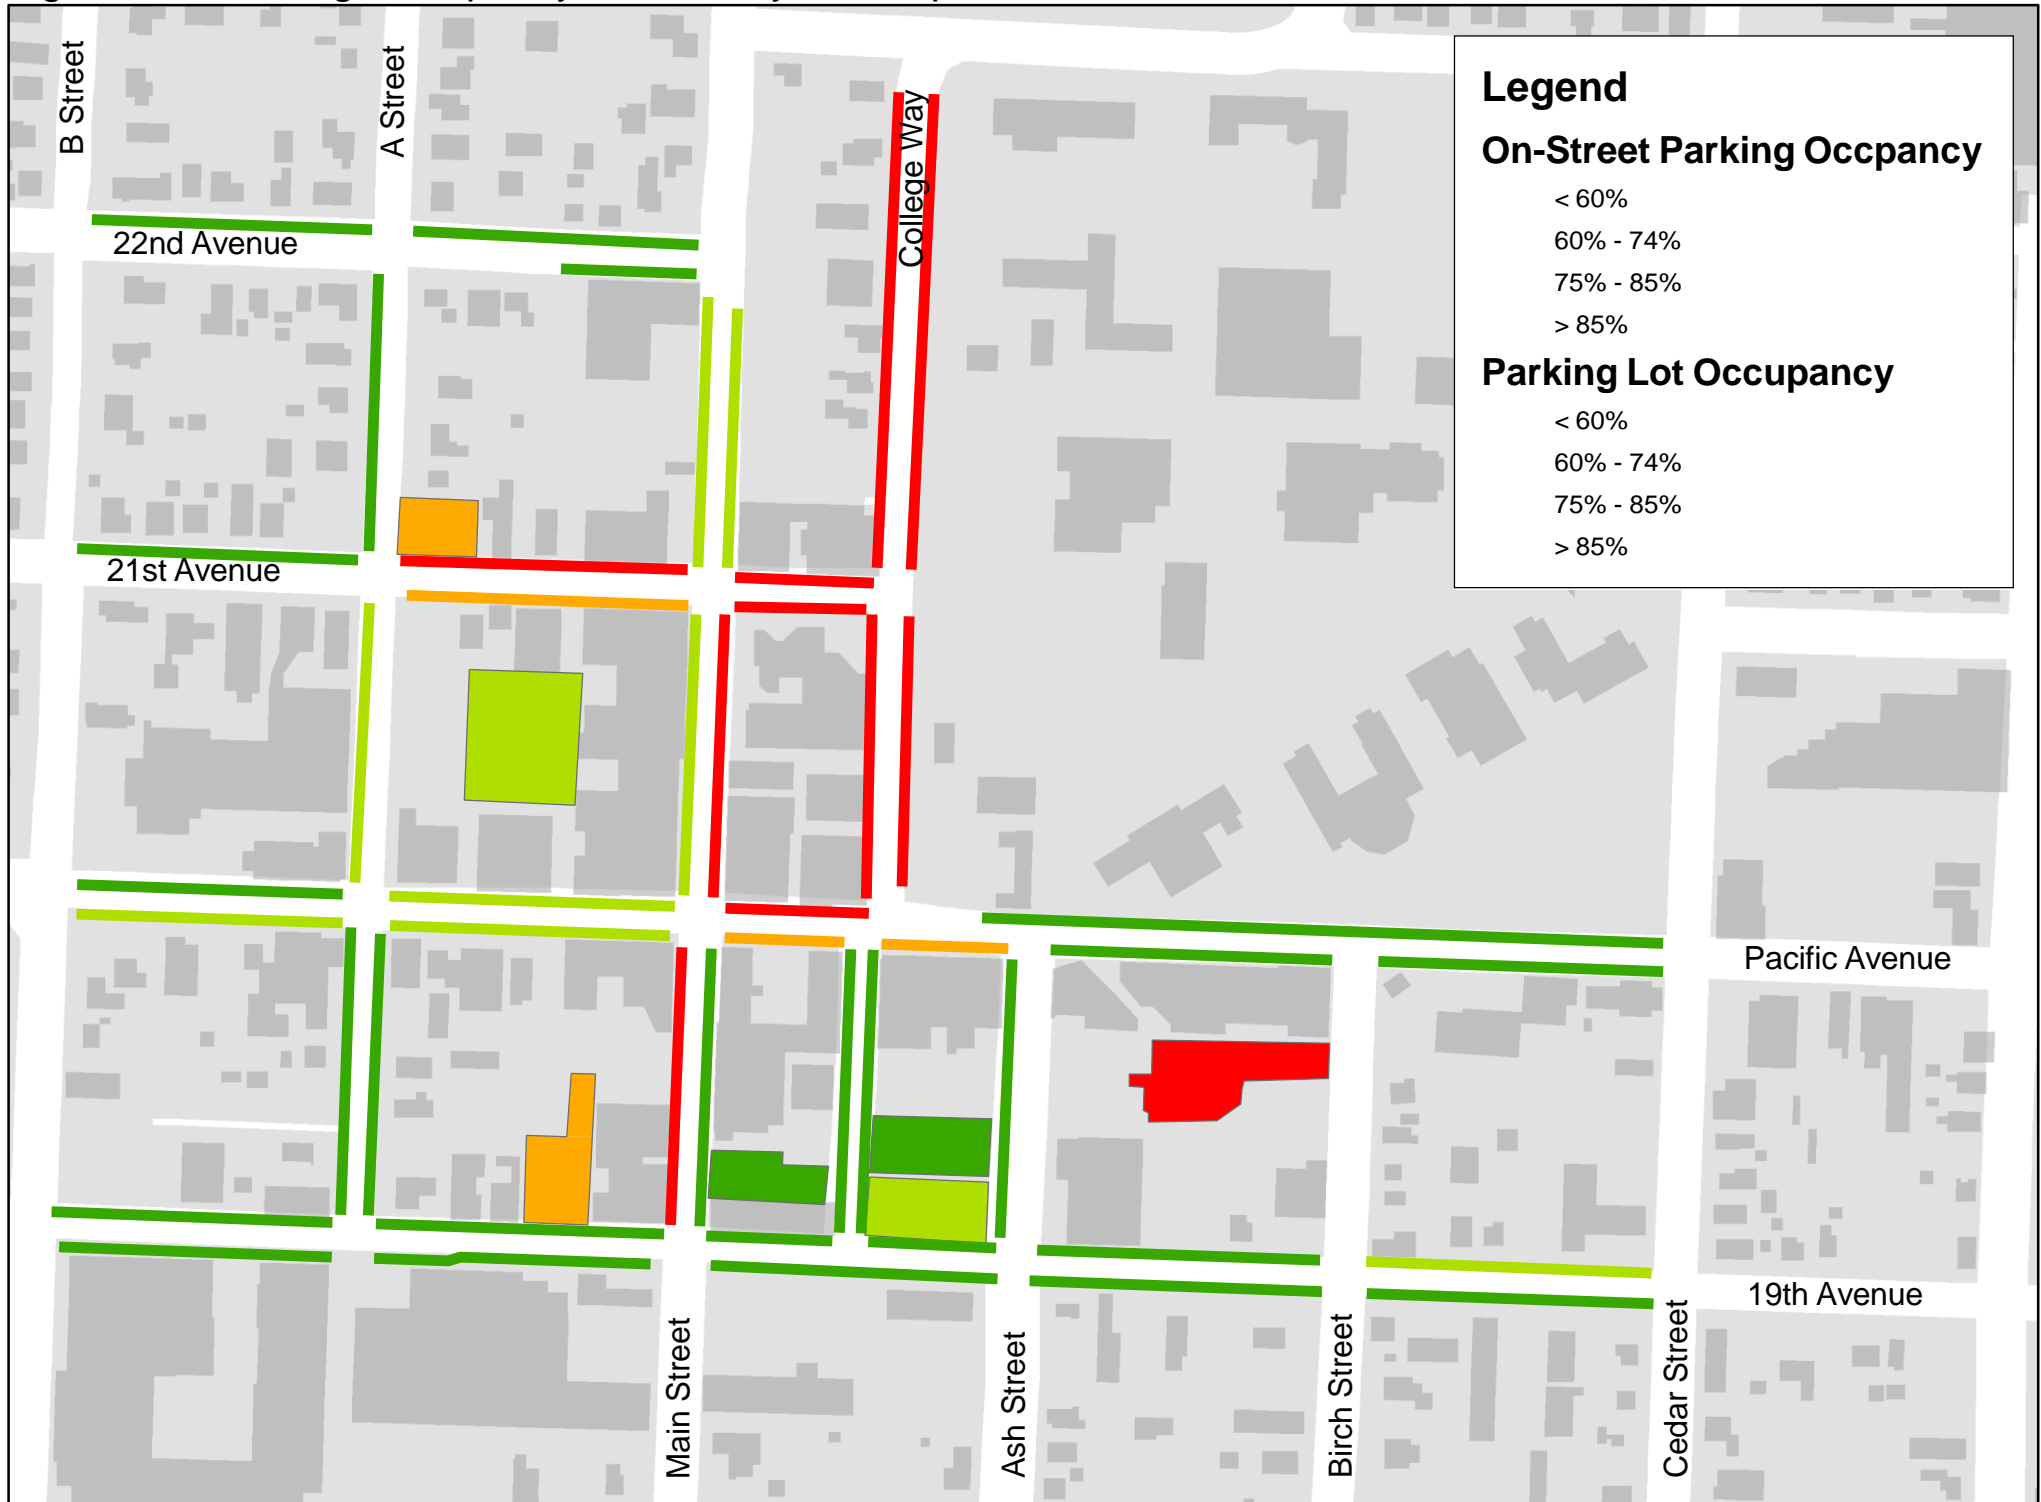 B Street
A Street
College Way
Legend
On-Street Parking Occpancy
< 60%
60% - 74%
75% - 85%
> 85%
Parking Lot Occupancy
< 60%
60% - 74%
75% - 85%
> 85%
22nd Avenue
21st Avenue
Pacific Avenue
19th Avenue
Main Street
Ash Street
Birch Street
Cedar Street